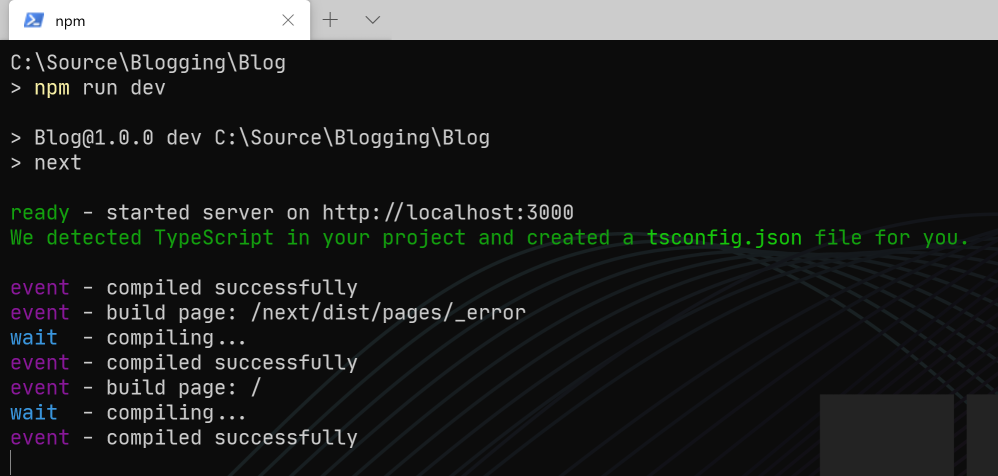 npm
C:\Source\Blogging\Blog
> npm run dev
> Blog@1.0.0 dev C:\Source\Blogging\Blog
> next
ready - started server on http://localhost:3000
We detected TypeScript in your project and created a tsconfig.json file for you.
event - compiled successfully
event - build page: /next/dist/pages/_error
wait  - compiling...
event - compiled successfully
event - build page: /
wait  - compiling...
event - compiled successfully